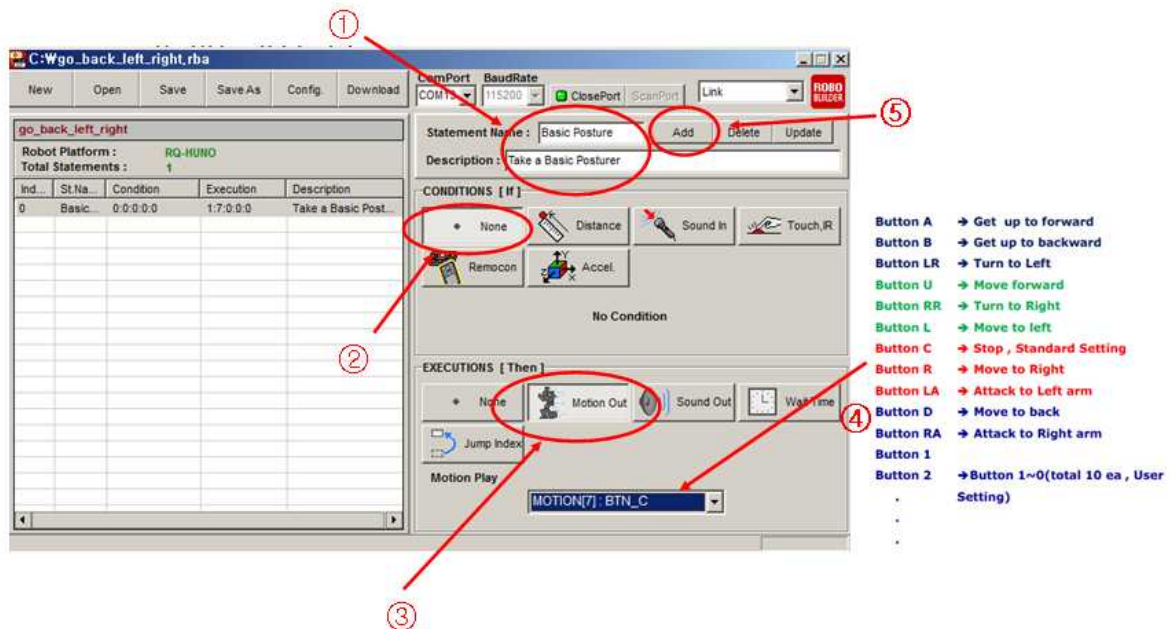 ①
C:₩go_back_left_right.rba
New Open Save Save As Config. Download
ComPort BaudRate
COM13 115200 ClosePort ScanPort Link
ROBO BUILDER
go_back_left_right
Robot Platform : RQ-HUNO
Total Statements : 1
Ind... St.Na... Condition Execution Description
0 Basic... 0:0:0:0:0 1:7:0:0:0 Take a Basic Post...
Statement Name : Basic Posture Add Delete Update
⑤
Description : Take a Basic Posturer
CONDITIONS [ If ]
None Distance Sound In Touch,IR
Remocon Accel.
No Condition
②
EXECUTIONS [ Then ]
None Motion Out Sound Out Wait Time
④
Jump Index
Motion Play
MOTION[7] : BTN_C
③
Button A → Get up to forward
Button B → Get up to backward
Button LR → Turn to Left
Button U → Move forward
Button RR → Turn to Right
Button L → Move to left
Button C → Stop , Standard Setting
Button R → Move to Right
Button LA → Attack to Left arm
Button D → Move to back
Button RA → Attack to Right arm
Button 1
Button 2 →Button 1~0(total 10 ea , User
. Setting)
.
.